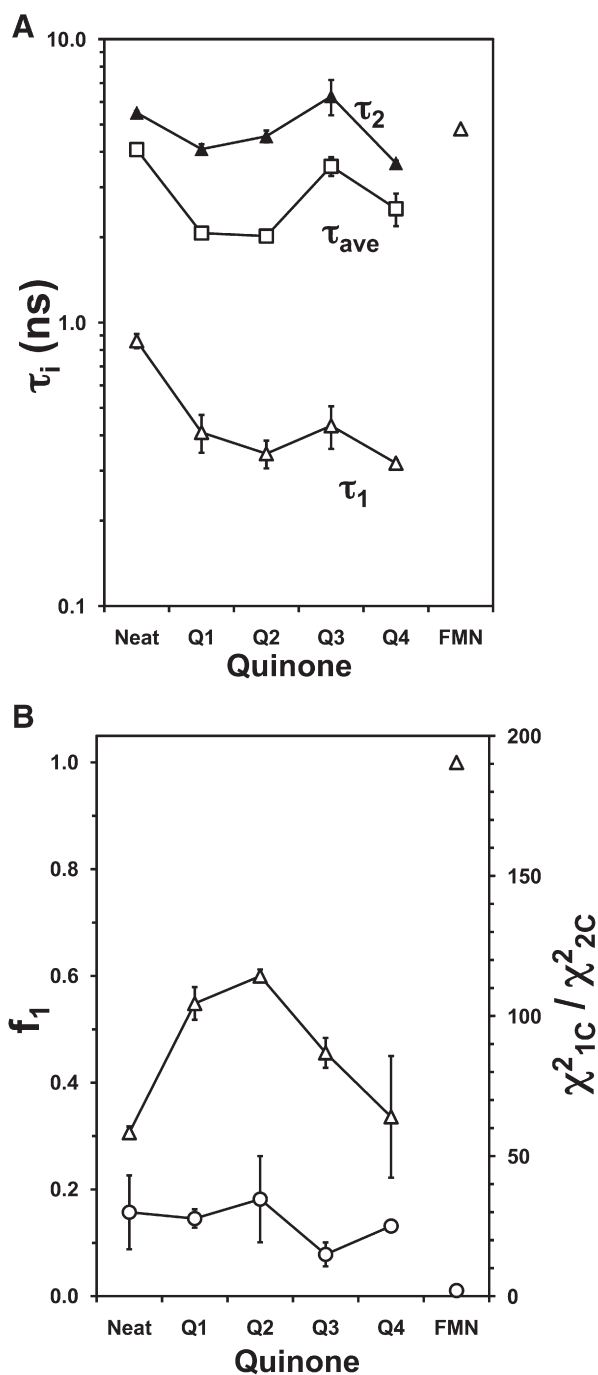 A
10.0
τ2
τave
1.0
τi (ns)
τ1
0.1
Neat Q1 Q2 Q3 Q4 FMN
Quinone
B
200
1.0
0.8
150
0.6
f1
100
χ²1C / χ²2C
0.4
50
0.2
0.0
0
Neat Q1 Q2 Q3 Q4 FMN
Quinone